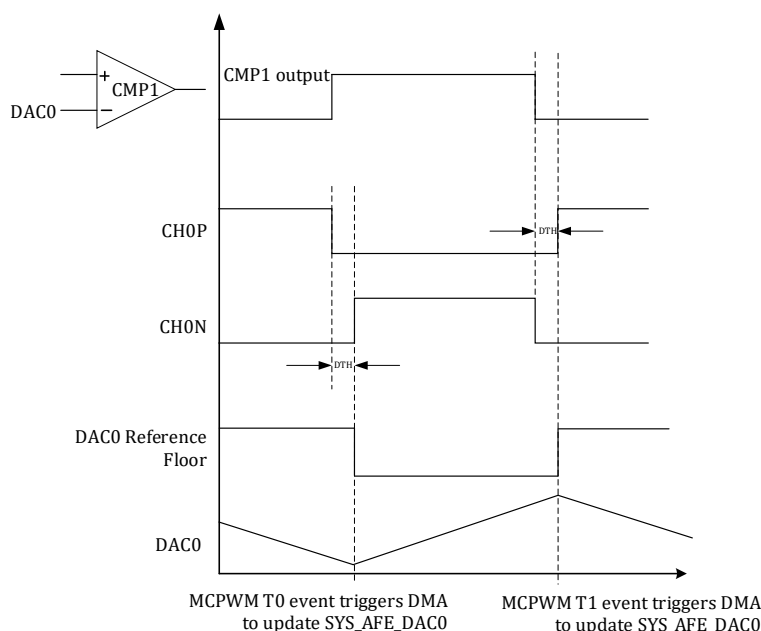 CMP1 output
+
CMP1
DAC0
−
CH0P
DTH
CH0N
DTH
DAC0 Reference
Floor
DAC0
MCPWM T0 event triggers DMA
to update SYS_AFE_DAC0
MCPWM T1 event triggers DMA
to update SYS_AFE_DAC0